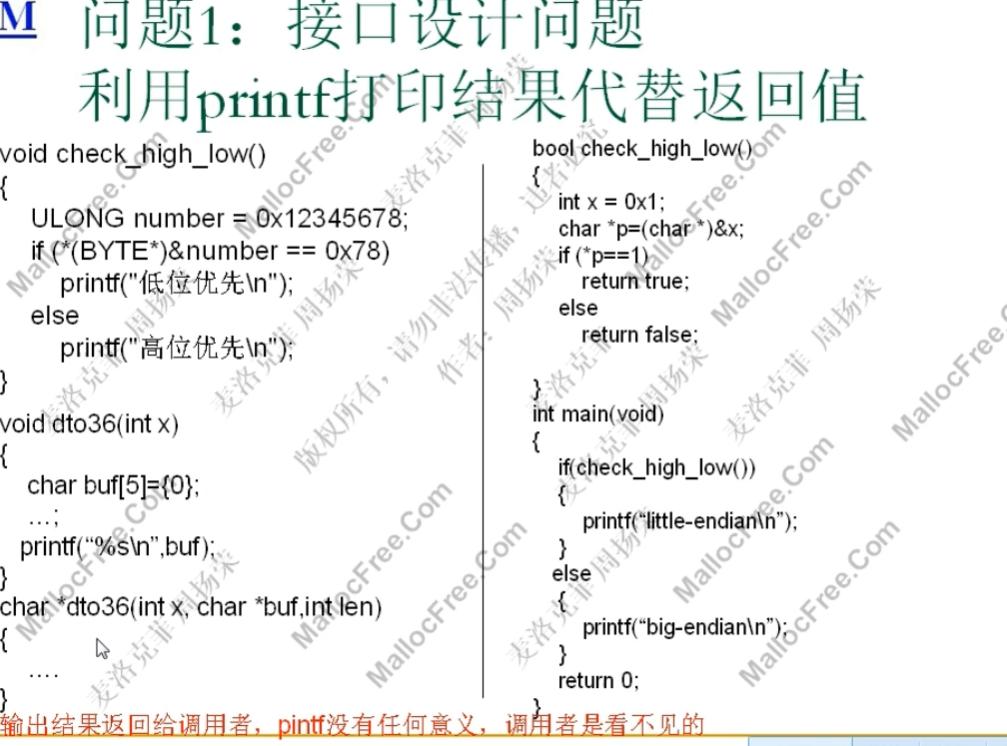 M
问题1：接口设计问题
利用printf打印结果代替返回值
void check_high_low()
{
ULONG number = 0x12345678;
if (*(BYTE*)&number == 0x78)
printf("低位优先\n");
else
printf("高位优先\n");
}
void dto36(int x)
{
char buf[5]={0};
...;
printf("%s\n",buf);
}
char *dto36(int x, char *buf,int len)
{
....
}
bool check_high_low()
{
int x = 0x1;
char *p=(char *)&x;
if (*p==1)
return true;
else
return false;
}
int main(void)
{
if(check_high_low())
{
printf("little-endian\n");
}
else
{
printf("big-endian\n");
}
return 0;
}
输出结果返回给调用者，pintf没有任何意义，调用者是看不见的
版权所有，请勿非法传播，追者必究
作者：周扬荣
麦洛克菲 周扬荣
MallocFree.Com